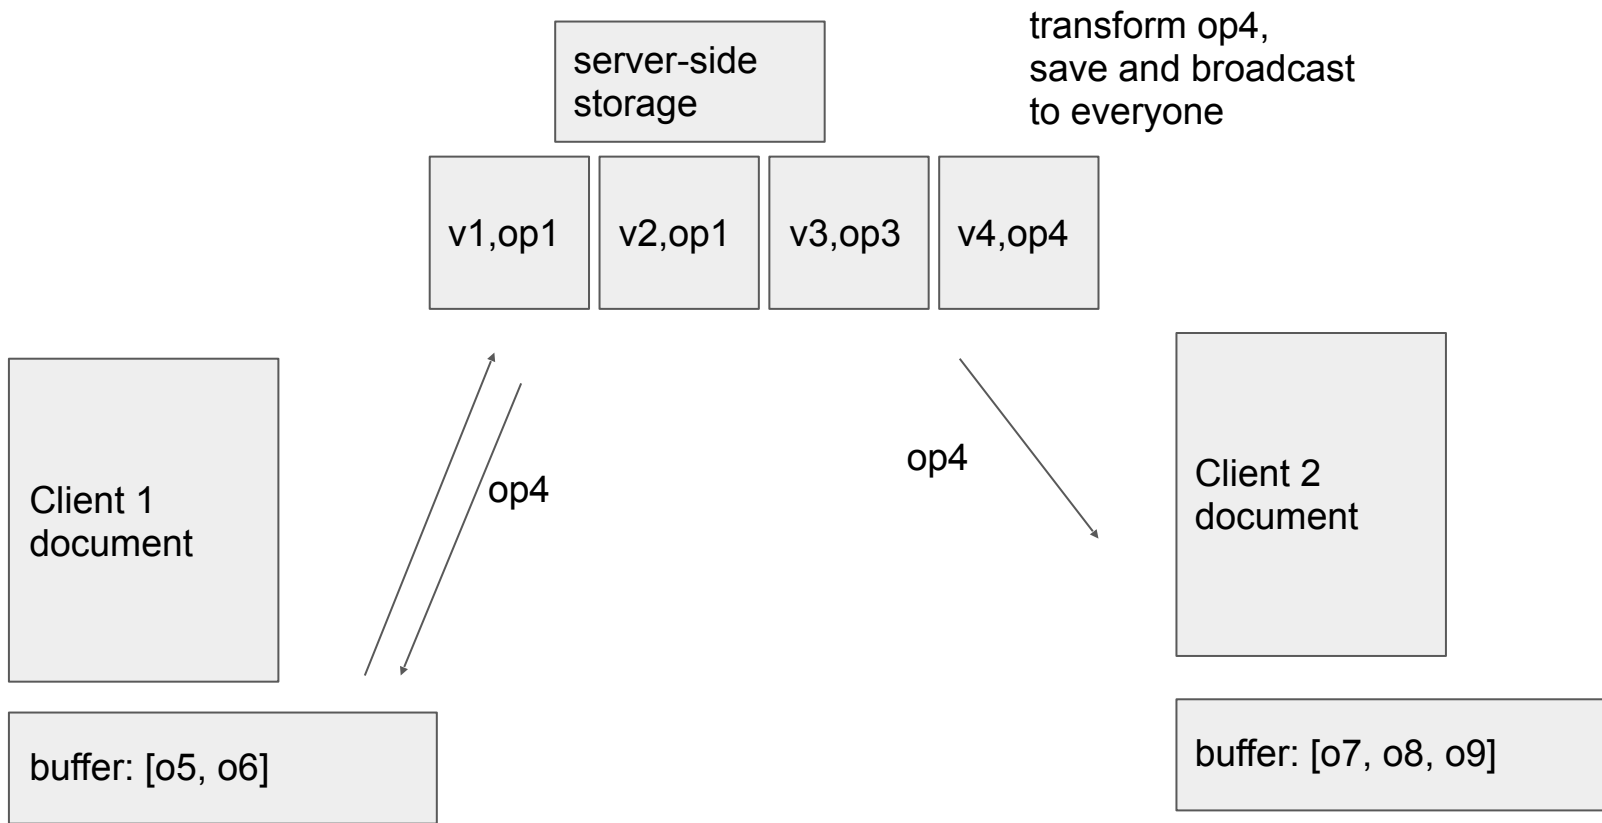 server-side
storage
transform op4,
save and broadcast
to everyone
v1,op1
v2,op1
v3,op3
v4,op4
Client 1
document
op4
op4
Client 2
document
buffer: [o5, o6]
buffer: [o7, o8, o9]